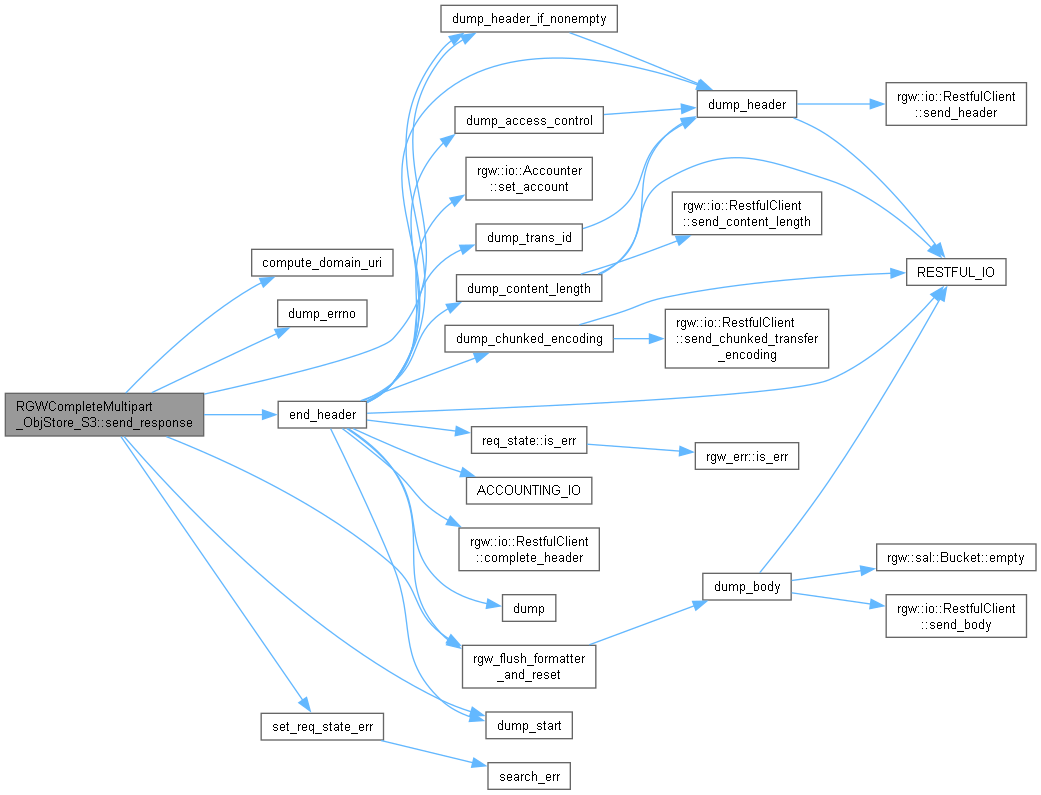 dump_header_if_nonempty
rgw::io::RestfulClient
::send_header
dump_header
dump_access_control
rgw::io::Accounter
::set_account
rgw::io::RestfulClient
::send_content_length
dump_trans_id
compute_domain_uri
RESTFUL_IO
dump_content_length
dump_errno
rgw::io::RestfulClient
::send_chunked_transfer
_encoding
dump_chunked_encoding
RGWCompleteMultipart
_ObjStore_S3::send_response
end_header
req_state::is_err
rgw_err::is_err
ACCOUNTING_IO
rgw::io::RestfulClient
::complete_header
rgw::sal::Bucket::empty
dump_body
dump
rgw::io::RestfulClient
::send_body
rgw_flush_formatter
_and_reset
set_req_state_err
dump_start
search_err